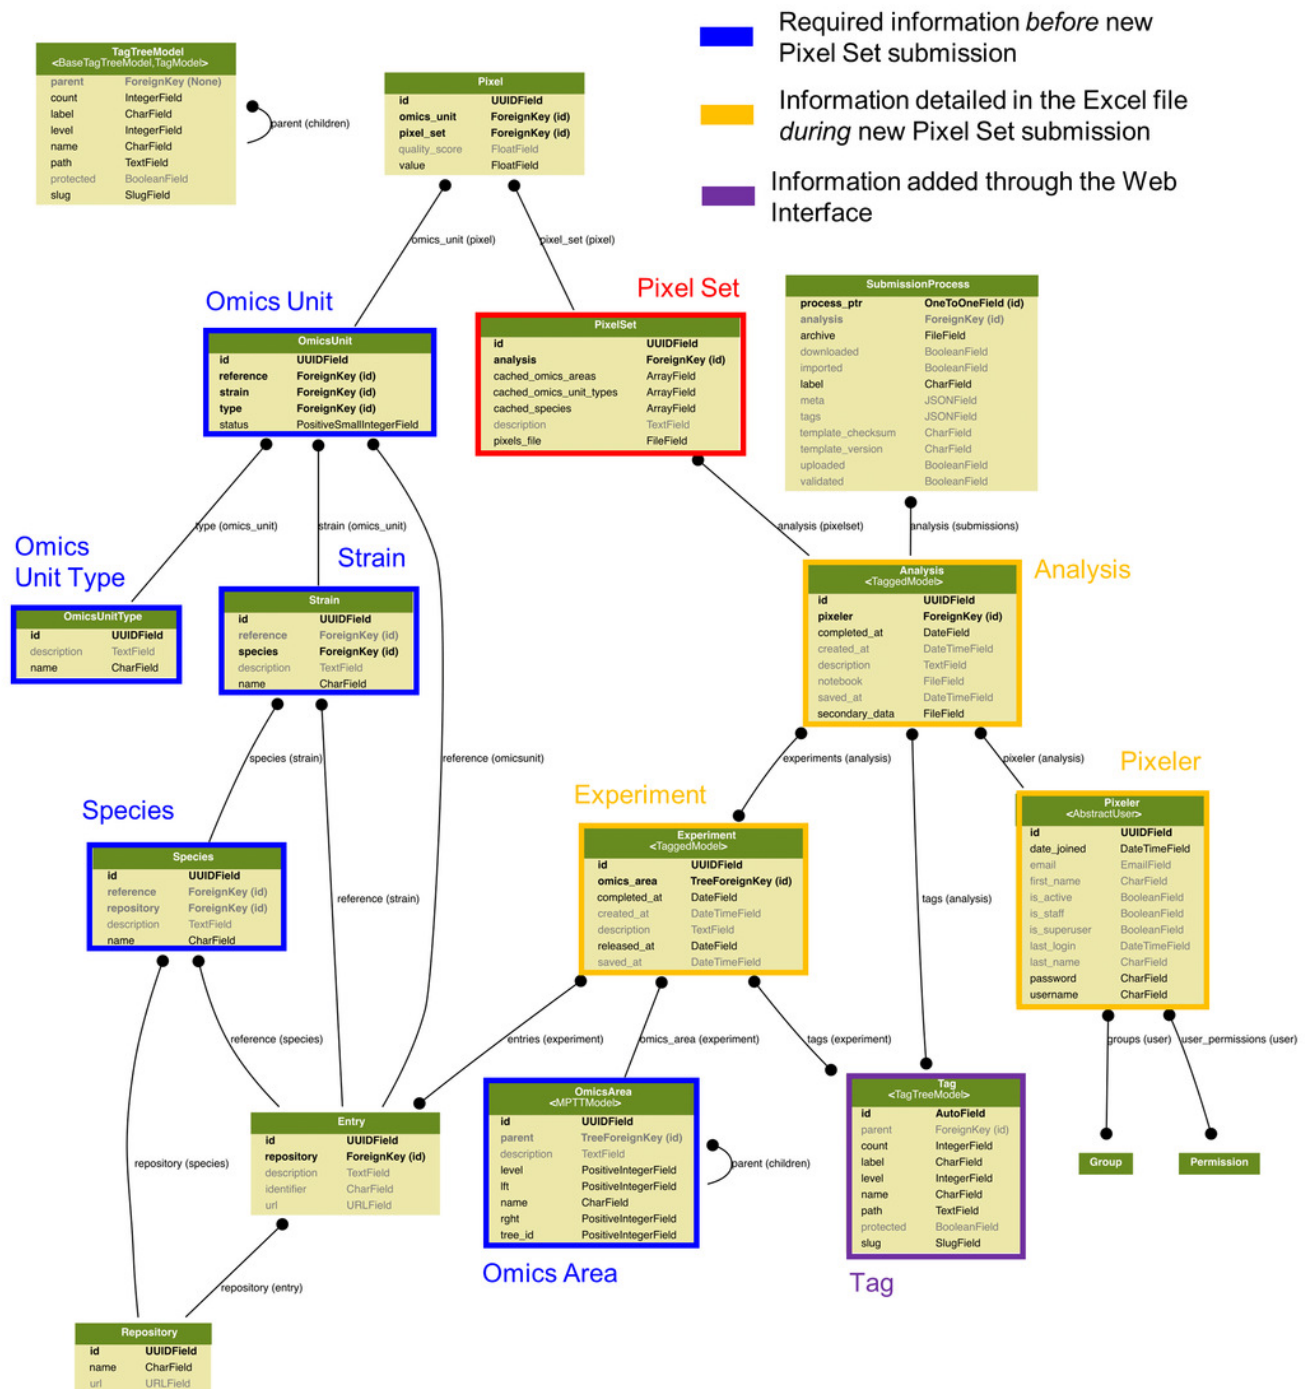 Required information before new
Pixel Set submission
Information detailed in the Excel file
during new Pixel Set submission
Information added through the Web
Interface
TagTreeModel
<BaseTagTreeModel,TagModel>
parent ForeignKey (None)
count IntegerField
label CharField
level IntegerField
name CharField
path TextField
protected BooleanField
slug SlugField
parent (children)
Pixel
id UUIDField
omics_unit ForeignKey (id)
pixel_set ForeignKey (id)
quality_score FloatField
value FloatField
omics_unit (pixel)
pixel_set (pixel)
Omics Unit
OmicsUnit
id UUIDField
reference ForeignKey (id)
strain ForeignKey (id)
type ForeignKey (id)
status PositiveSmallIntegerField
Pixel Set
PixelSet
id UUIDField
analysis ForeignKey (id)
cached_omics_areas ArrayField
cached_omics_unit_types ArrayField
cached_species ArrayField
description TextField
pixels_file FileField
SubmissionProcess
process_ptr OneToOneField (id)
analysis ForeignKey (id)
archive FileField
downloaded BooleanField
imported BooleanField
label CharField
meta JSONField
tags JSONField
template_checksum CharField
template_version CharField
uploaded BooleanField
validated BooleanField
type (omics_unit)
strain (omics_unit)
analysis (pixelset)
analysis (submissions)
Omics
Unit Type
OmicsUnitType
id UUIDField
description TextField
name CharField
Strain
Strain
id UUIDField
reference ForeignKey (id)
species ForeignKey (id)
description TextField
name CharField
Analysis
Analysis
<TaggedModel>
id UUIDField
pixeler ForeignKey (id)
completed_at DateField
created_at DateTimeField
description TextField
notebook FileField
saved_at DateTimeField
secondary_data FileField
species (strain)
reference (omicsunit)
experiments (analysis)
pixeler (analysis)
Species
Species
id UUIDField
reference ForeignKey (id)
repository ForeignKey (id)
description TextField
name CharField
reference (strain)
Experiment
Experiment
<TaggedModel>
id UUIDField
omics_area TreeForeignKey (id)
completed_at DateField
created_at DateTimeField
description TextField
released_at DateField
saved_at DateTimeField
tags (analysis)
Pixeler
Pixeler
<AbstractUser>
id UUIDField
date_joined DateTimeField
email EmailField
first_name CharField
is_active BooleanField
is_staff BooleanField
is_superuser BooleanField
last_login DateTimeField
last_name CharField
password CharField
username CharField
reference (species)
entries (experiment)
omics_area (experiment)
tags (experiment)
groups (user)
user_permissions (user)
Entry
id UUIDField
repository ForeignKey (id)
description TextField
identifier CharField
url URLField
OmicsArea
<MPTTModel>
id UUIDField
parent TreeForeignKey (id)
description TextField
level PositiveIntegerField
lft PositiveIntegerField
name CharField
rght PositiveIntegerField
tree_id PositiveIntegerField
parent (children)
Omics Area
Tag
<TagTreeModel>
id AutoField
parent ForeignKey (id)
count IntegerField
label CharField
level IntegerField
name CharField
path TextField
protected BooleanField
slug SlugField
Tag
Group
Permission
repository (species)
repository (entry)
Repository
id UUIDField
name CharField
url URLField